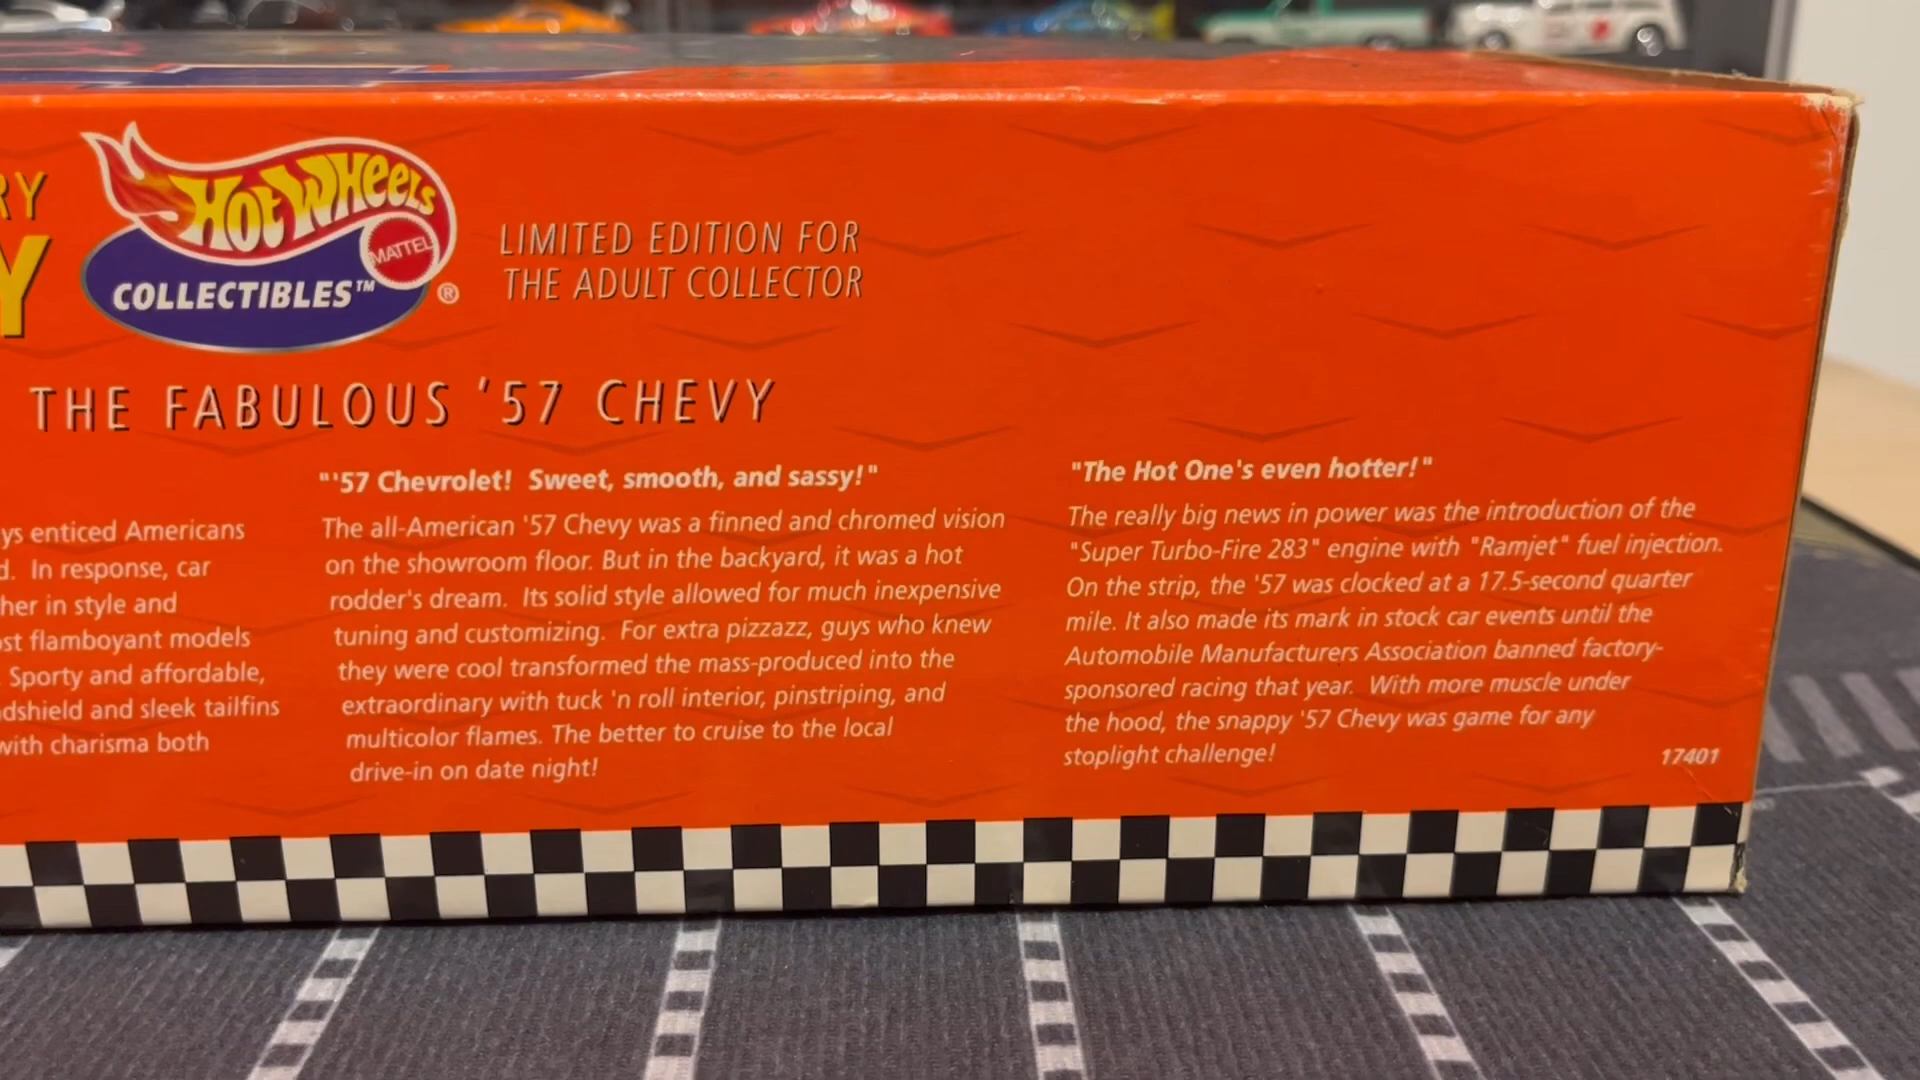 RY
Y
HOT WHEELS
MATTEL
COLLECTIBLES™
®
LIMITED EDITION FOR
THE ADULT COLLECTOR
THE FABULOUS '57 CHEVY
ys enticed Americans
d. In response, car
her in style and
st flamboyant models
Sporty and affordable,
dshield and sleek tailfins
with charisma both
"'57 Chevrolet! Sweet, smooth, and sassy!"
The all-American '57 Chevy was a finned and chromed vision
on the showroom floor. But in the backyard, it was a hot
rodder's dream. Its solid style allowed for much inexpensive
tuning and customizing. For extra pizzazz, guys who knew
they were cool transformed the mass-produced into the
extraordinary with tuck 'n roll interior, pinstriping, and
multicolor flames. The better to cruise to the local
drive-in on date night!
"The Hot One's even hotter!"
The really big news in power was the introduction of the
"Super Turbo-Fire 283" engine with "Ramjet" fuel injection.
On the strip, the '57 was clocked at a 17.5-second quarter
mile. It also made its mark in stock car events until the
Automobile Manufacturers Association banned factory-
sponsored racing that year. With more muscle under
the hood, the snappy '57 Chevy was game for any
stoplight challenge!
17401